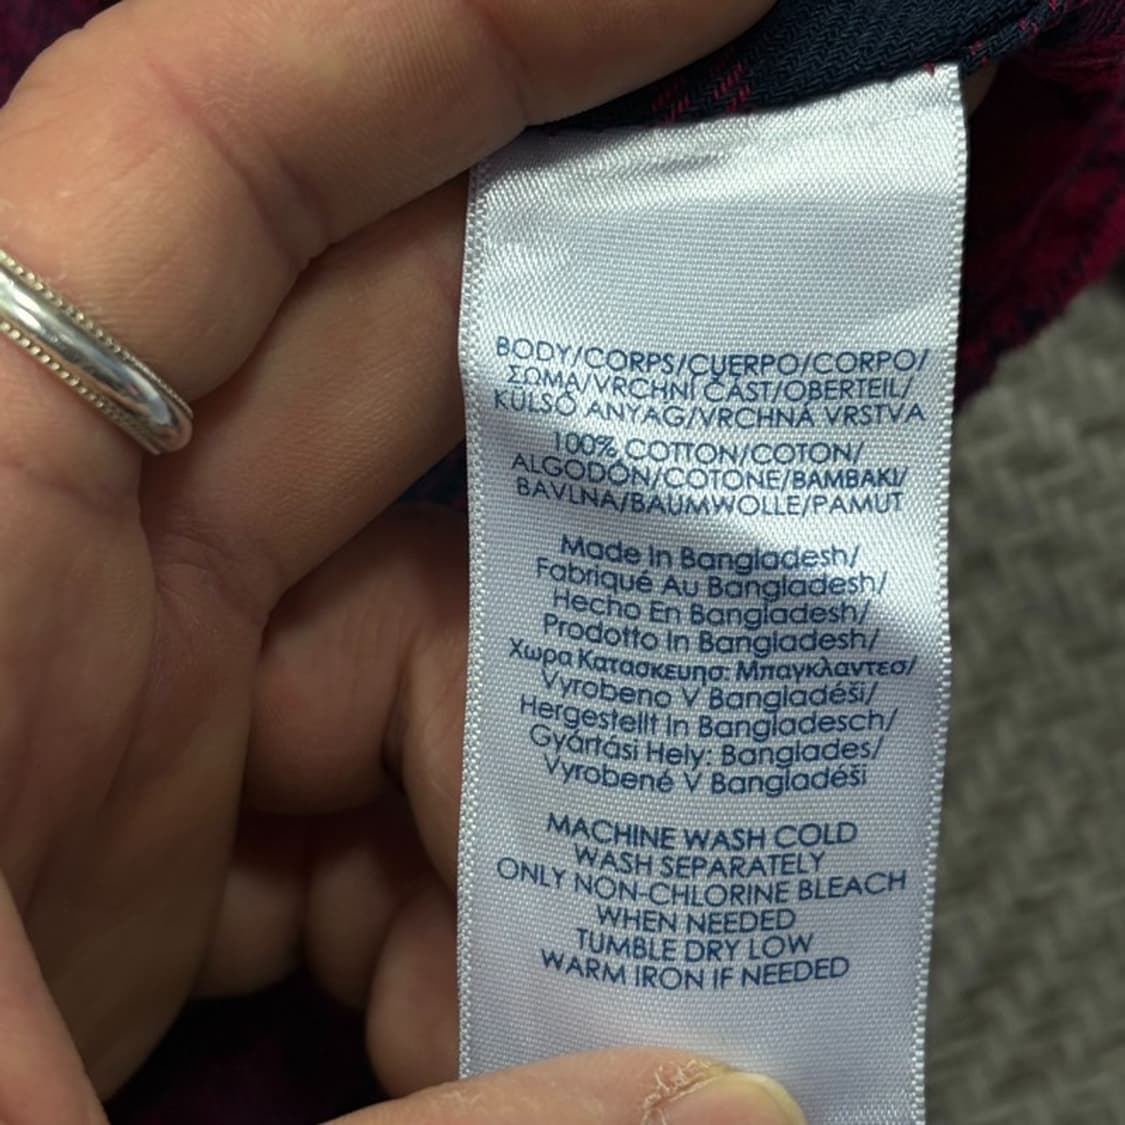 BODY/CORPS/CUERPO/CORPO/
ΣΩΜΑ/VRCHNÍ ČÁST/OBERTEIL/
KÜLSŐ ANYAG/VRCHNÁ VRSTVA
100% COTTON/COTON/
ALGODÓN/COTONE/BAMBAKI/
BAVLNA/BAUMWOLLE/PAMUT
Made In Bangladesh/
Fabriqué Au Bangladesh/
Hecho En Bangladesh/
Prodotto In Bangladesh/
Χωρα Κατασκευησ: Μπαγκλαντεσ/
Vyrobeno V Bangladéši/
Hergestellt In Bangladesch/
Gyártási Hely: Banglades/
Vyrobené V Bangladéši
MACHINE WASH COLD
WASH SEPARATELY
ONLY NON-CHLORINE BLEACH
WHEN NEEDED
TUMBLE DRY LOW
WARM IRON IF NEEDED